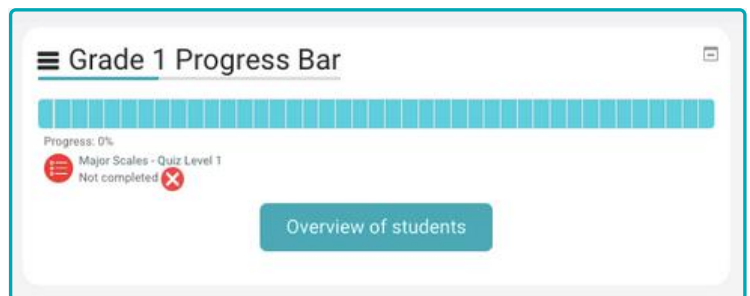 Grade 1 Progress Bar
Progress: 0%
Major Scales - Quiz Level 1
Not completed
Overview of students